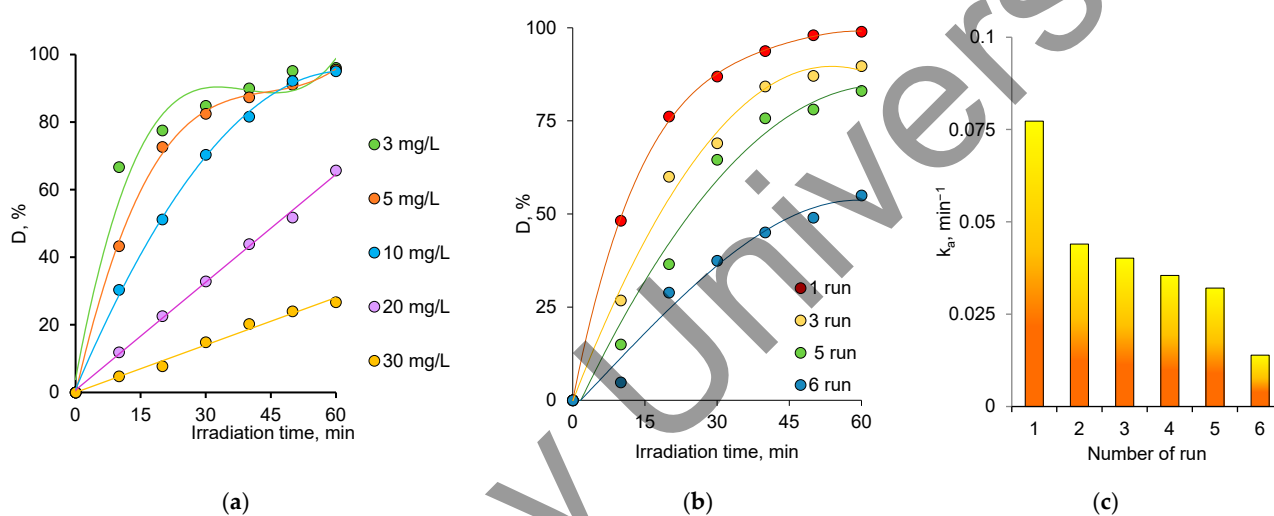 100
80
60
40
20
0
D, %
0 15 30 45 60
Irradiation time, min
3 mg/L
5 mg/L
10 mg/L
20 mg/L
30 mg/L
(a)
100
75
50
25
0
D, %
0 15 30 45 60
Irradiation time, min
1 run
3 run
5 run
6 run
(b)
0.1
0.075
0.05
0.025
0
kₐ, min⁻¹
1 2 3 4 5 6
Number of run
(c)
y Univers